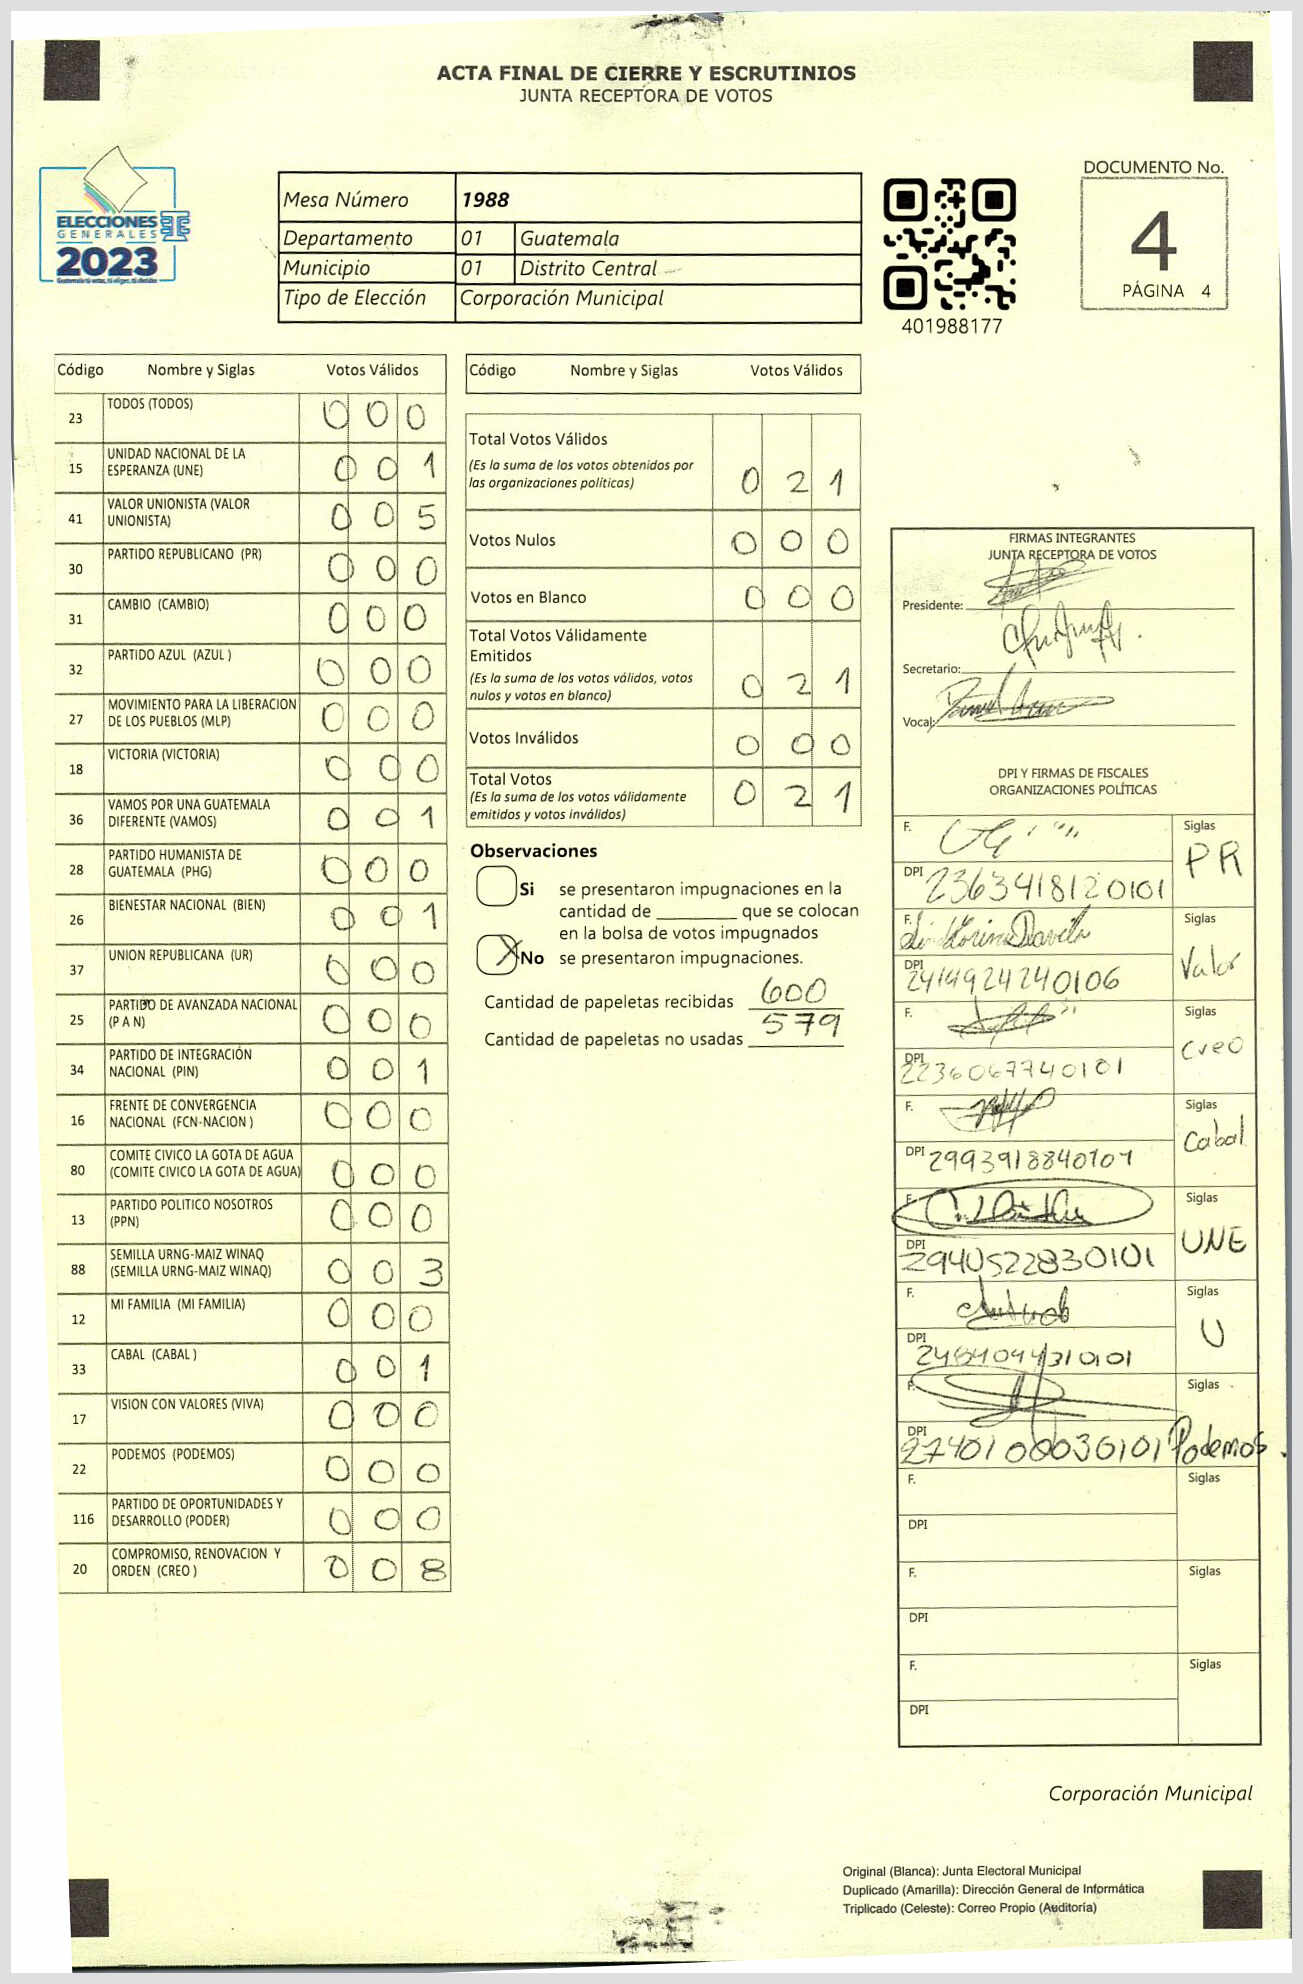 ACTA FINAL DE CIERRE Y ESCRUTINIOS
JUNTA RECEPTORA DE VOTOS
ELECCIONES
GENERALES
2023
Mesa Número 1988
Departamento 01 Guatemala
Municipio 01 Distrito Central
Tipo de Elección Corporación Municipal
401988177
DOCUMENTO No.
4
PÁGINA 4
Código Nombre y Siglas Votos Válidos
23 TODOS (TODOS) 0 0 0
15 UNIDAD NACIONAL DE LA ESPERANZA (UNE) 0 0 1
41 VALOR UNIONISTA (VALOR UNIONISTA) 0 0 5
30 PARTIDO REPUBLICANO (PR) 0 0 0
31 CAMBIO (CAMBIO) 0 0 0
32 PARTIDO AZUL (AZUL ) 0 0 0
27 MOVIMIENTO PARA LA LIBERACION DE LOS PUEBLOS (MLP) 0 0 0
18 VICTORIA (VICTORIA) 0 0 0
36 VAMOS POR UNA GUATEMALA DIFERENTE (VAMOS) 0 0 1
28 PARTIDO HUMANISTA DE GUATEMALA (PHG) 0 0 0
26 BIENESTAR NACIONAL (BIEN) 0 0 1
37 UNION REPUBLICANA (UR) 0 0 0
25 PARTIDO DE AVANZADA NACIONAL (P A N) 0 0 0
34 PARTIDO DE INTEGRACIÓN NACIONAL (PIN) 0 0 1
16 FRENTE DE CONVERGENCIA NACIONAL (FCN-NACION ) 0 0 0
80 COMITE CIVICO LA GOTA DE AGUA (COMITE CIVICO LA GOTA DE AGUA) 0 0 0
13 PARTIDO POLITICO NOSOTROS (PPN) 0 0 0
88 SEMILLA URNG-MAIZ WINAQ (SEMILLA URNG-MAIZ WINAQ) 0 0 3
12 MI FAMILIA (MI FAMILIA) 0 0 0
33 CABAL (CABAL ) 0 0 1
17 VISION CON VALORES (VIVA) 0 0 0
22 PODEMOS (PODEMOS) 0 0 0
116 PARTIDO DE OPORTUNIDADES Y DESARROLLO (PODER) 0 0 0
20 COMPROMISO, RENOVACION Y ORDEN (CREO ) 0 0 8
Código Nombre y Siglas Votos Válidos
Total Votos Válidos
(Es la suma de los votos obtenidos por
las organizaciones políticas) 0 2 1
Votos Nulos 0 0 0
Votos en Blanco 0 0 0
Total Votos Válidamente
Emitidos
(Es la suma de los votos válidos, votos
nulos y votos en blanco) 0 2 1
Votos Inválidos 0 0 0
Total Votos
(Es la suma de los votos válidamente
emitidos y votos inválidos) 0 2 1
Observaciones
Si se presentaron impugnaciones en la
cantidad de ________ que se colocan
en la bolsa de votos impugnados
X No se presentaron impugnaciones.
Cantidad de papeletas recibidas 600
Cantidad de papeletas no usadas 579
FIRMAS INTEGRANTES
JUNTA RECEPTORA DE VOTOS
Presidente:
Secretario:
Vocal:
DPI Y FIRMAS DE FISCALES
ORGANIZACIONES POLÍTICAS
F. Siglas
DPI 2363418120101 PR
F. Siglas
DPI 2419924240106 Valor
F. Siglas
DPI 2236067740101 Creo
F. Siglas
DPI 2993918840101 Cabal
F. Siglas
DPI 2940522830101 UNE
F. Siglas
DPI U
F. Siglas
DPI Podemos.
F. Siglas
DPI
F. Siglas
DPI
F. Siglas
DPI
Corporación Municipal
Original (Blanca): Junta Electoral Municipal
Duplicado (Amarilla): Dirección General de Informática
Triplicado (Celeste): Correo Propio (Auditoría)